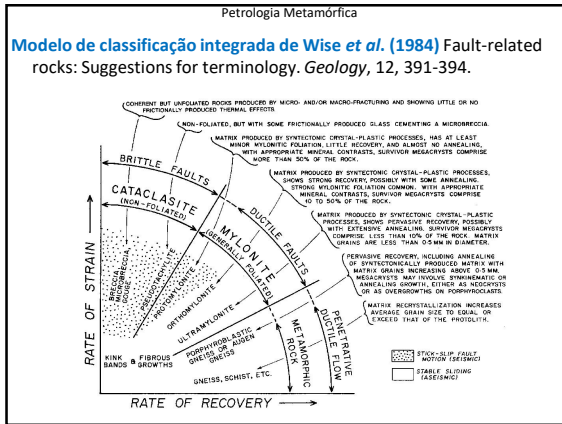 Petrologia Metamórfica
Modelo de classificação integrada de Wise et al. (1984) Fault-related
rocks: Suggestions for terminology. Geology, 12, 391-394.
COHERENT BUT UNFOLIATED ROCKS PRODUCED BY MICRO- AND/OR MACRO-FRACTURING AND SHOWING LITTLE OR NO
FRICTIONALLY PRODUCED THERMAL EFFECTS.
NON-FOLIATED, BUT WITH SOME FRICTIONALLY PRODUCED GLASS CEMENTING A MICROBRECCIA.
MATRIX PRODUCED BY SYNTECTONIC CRYSTAL-PLASTIC PROCESSES, HAS AT LEAST
MINOR MYLONITIC FOLIATION, LITTLE RECOVERY, AND ALMOST NO ANNEALING,
WITH APPROPRIATE MINERAL CONTRASTS, SURVIVOR MEGACRYSTS COMPRISE
MORE THAN 50% OF THE ROCK.
MATRIX PRODUCED BY SYNTECTONIC CRYSTAL-PLASTIC PROCESSES,
SHOWS STRONG RECOVERY, POSSIBLY WITH SOME ANNEALING.
STRONG MYLONITIC FOLIATION COMMON. WITH APPROPRIATE
MINERAL CONTRASTS, SURVIVOR MEGACRYSTS COMPRISE
10 TO 50% OF THE ROCK.
MATRIX PRODUCED BY SYNTECTONIC CRYSTAL-PLASTIC
PROCESSES, SHOWS PERVASIVE RECOVERY, POSSIBLY
WITH EXTENSIVE ANNEALING. SURVIVOR MEGACRYSTS
COMPRISE LESS THAN 10% OF THE ROCK. MATRIX
GRAINS ARE LESS THAN 0.5 MM IN DIAMETER.
PERVASIVE RECOVERY, INCLUDING ANNEALING
OF SYNTECTONICALLY PRODUCED MATRIX WITH
MATRIX GRAINS INCREASING ABOVE 0.5 MM.
MEGACRYSTS MAY INVOLVE SYNKINEMATIC OR
ANNEALING GROWTH, EITHER AS NEOCRYSTS
OR AS OVERGROWTHS ON PORPHYROCLASTS.
MATRIX RECRYSTALLIZATION INCREASES
AVERAGE GRAIN SIZE TO EQUAL OR
EXCEED THAT OF THE PROTOLITH.
BRITTLE FAULTS
DUCTILE FAULTS
PENETRATIVE
DUCTILE FLOW
CATACLASITE
(NON-FOLIATED)
MYLONITE
(GENERALLY FOLIATED)
METAMORPHIC
ROCK
BRECCIA
MICROBRECCIA
GOUGE
PSEUDOTACHYLITE
PROTOMYLONITE
ORTHOMYLONITE
ULTRAMYLONITE
PORPHYROBLASTIC
GNEISS OR AUGEN
GNEISS
GNEISS, SCHIST, ETC.
KINK
BANDS
& FIBROUS
GROWTHS
STICK-SLIP FAULT
MOTION (SEISMIC)
STABLE SLIDING
(ASEISMIC)
RATE OF STRAIN
RATE OF RECOVERY